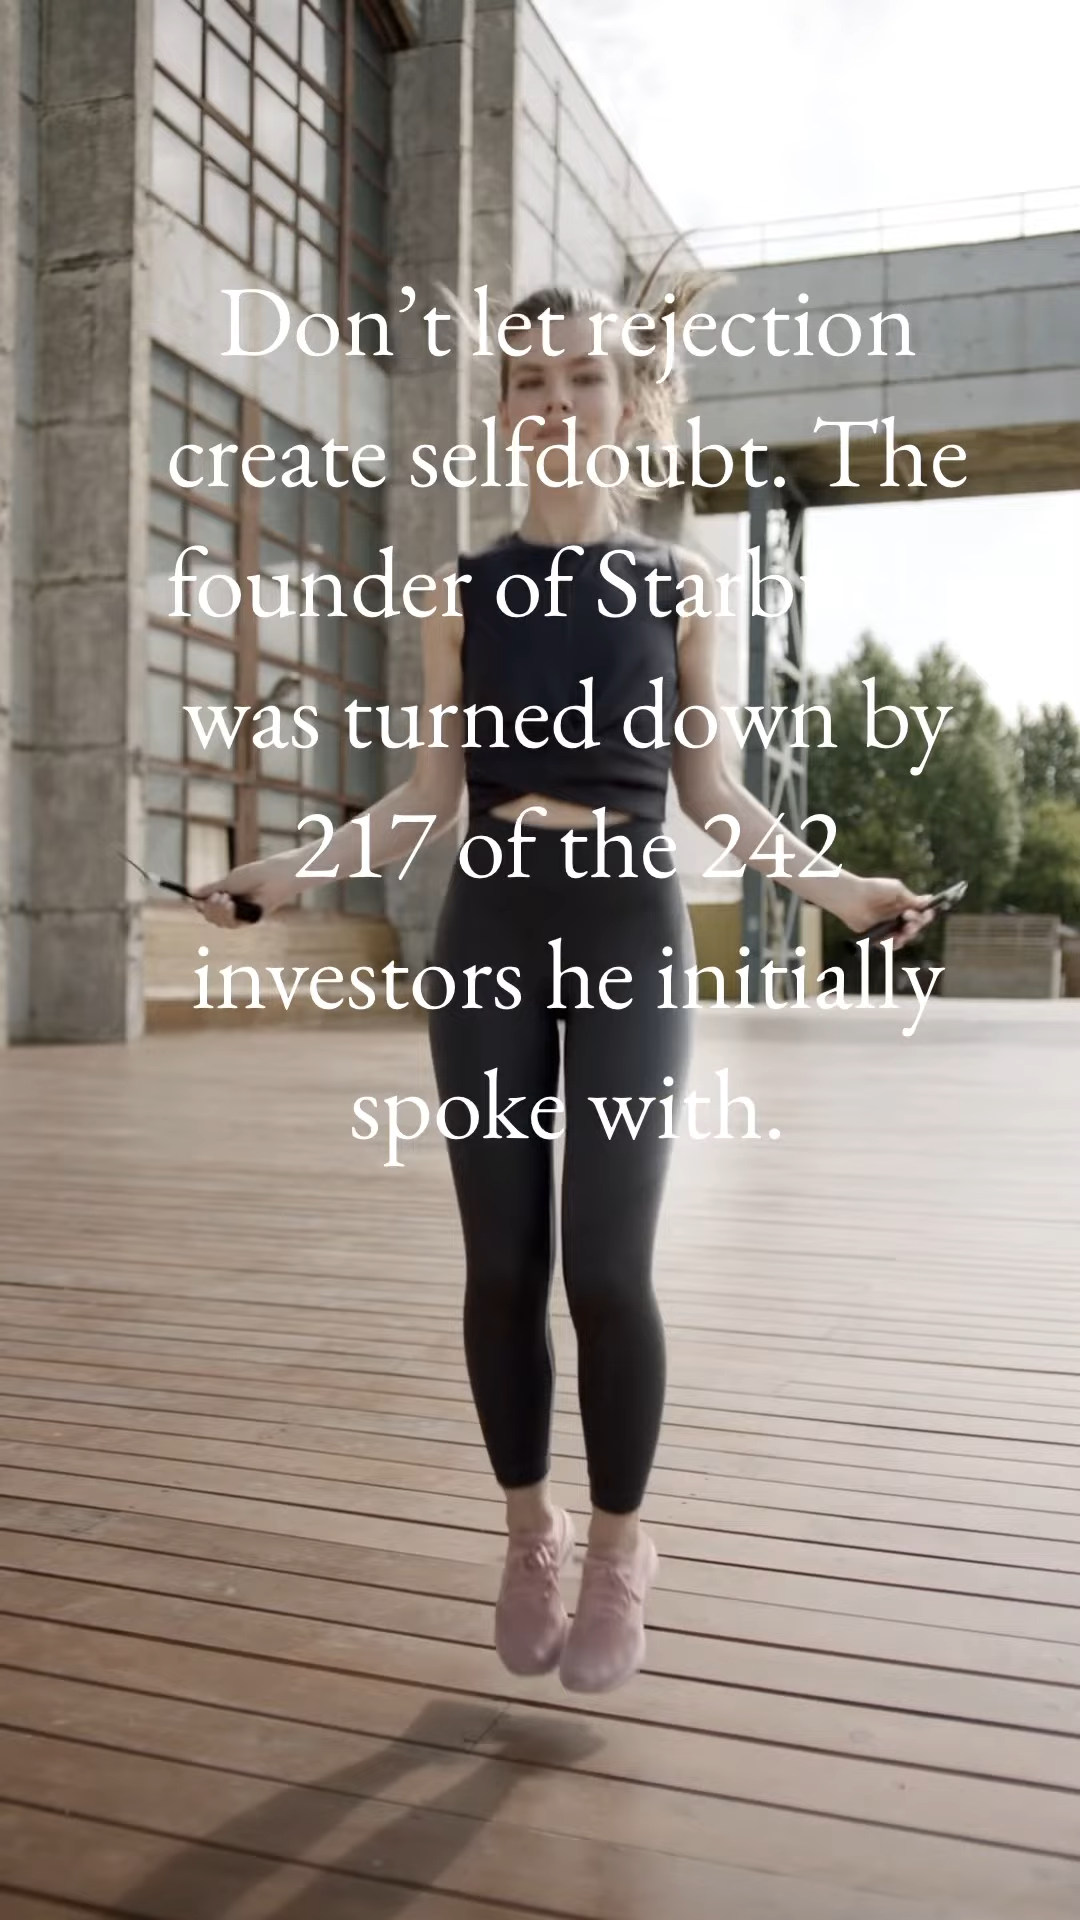 Don’t let rejection
create selfdoubt. The
founder of
was turned down by
217 of the 242
investors he initially
spoke with.